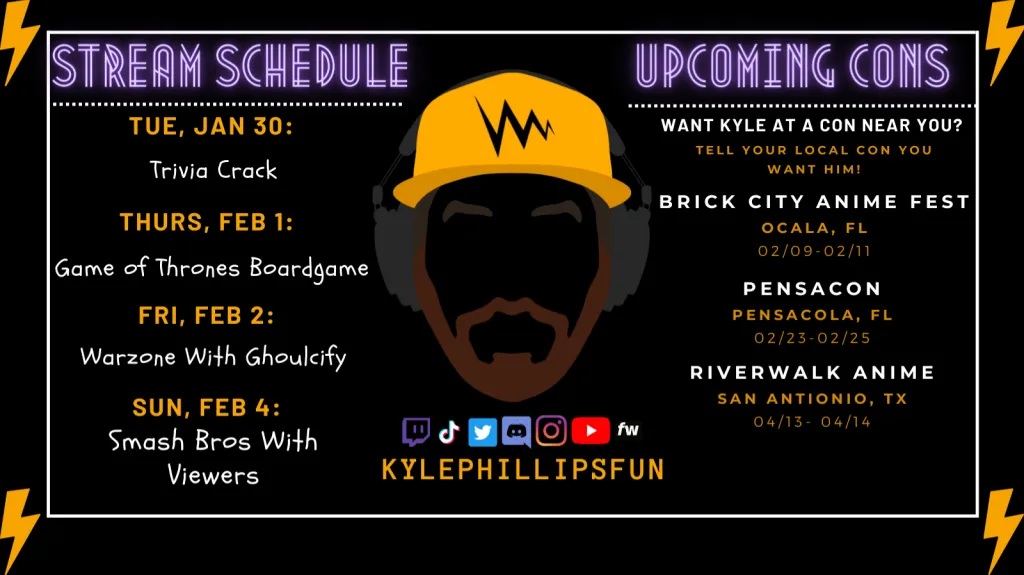 STREAM SCHEDULE
TUE, JAN 30:
Trivia Crack
THURS, FEB 1:
Game of Thrones Boardgame
FRI, FEB 2:
Warzone With Ghoulcify
SUN, FEB 4:
Smash Bros With
Viewers
fw
KYLEPHILLIPSFUN
UPCOMING CONS
WANT KYLE AT A CON NEAR YOU?
TELL YOUR LOCAL CON YOU
WANT HIM!
BRICK CITY ANIME FEST
OCALA, FL
02/09-02/11
PENSACON
PENSACOLA, FL
02/23-02/25
RIVERWALK ANIME
SAN ANTIONIO, TX
04/13- 04/14